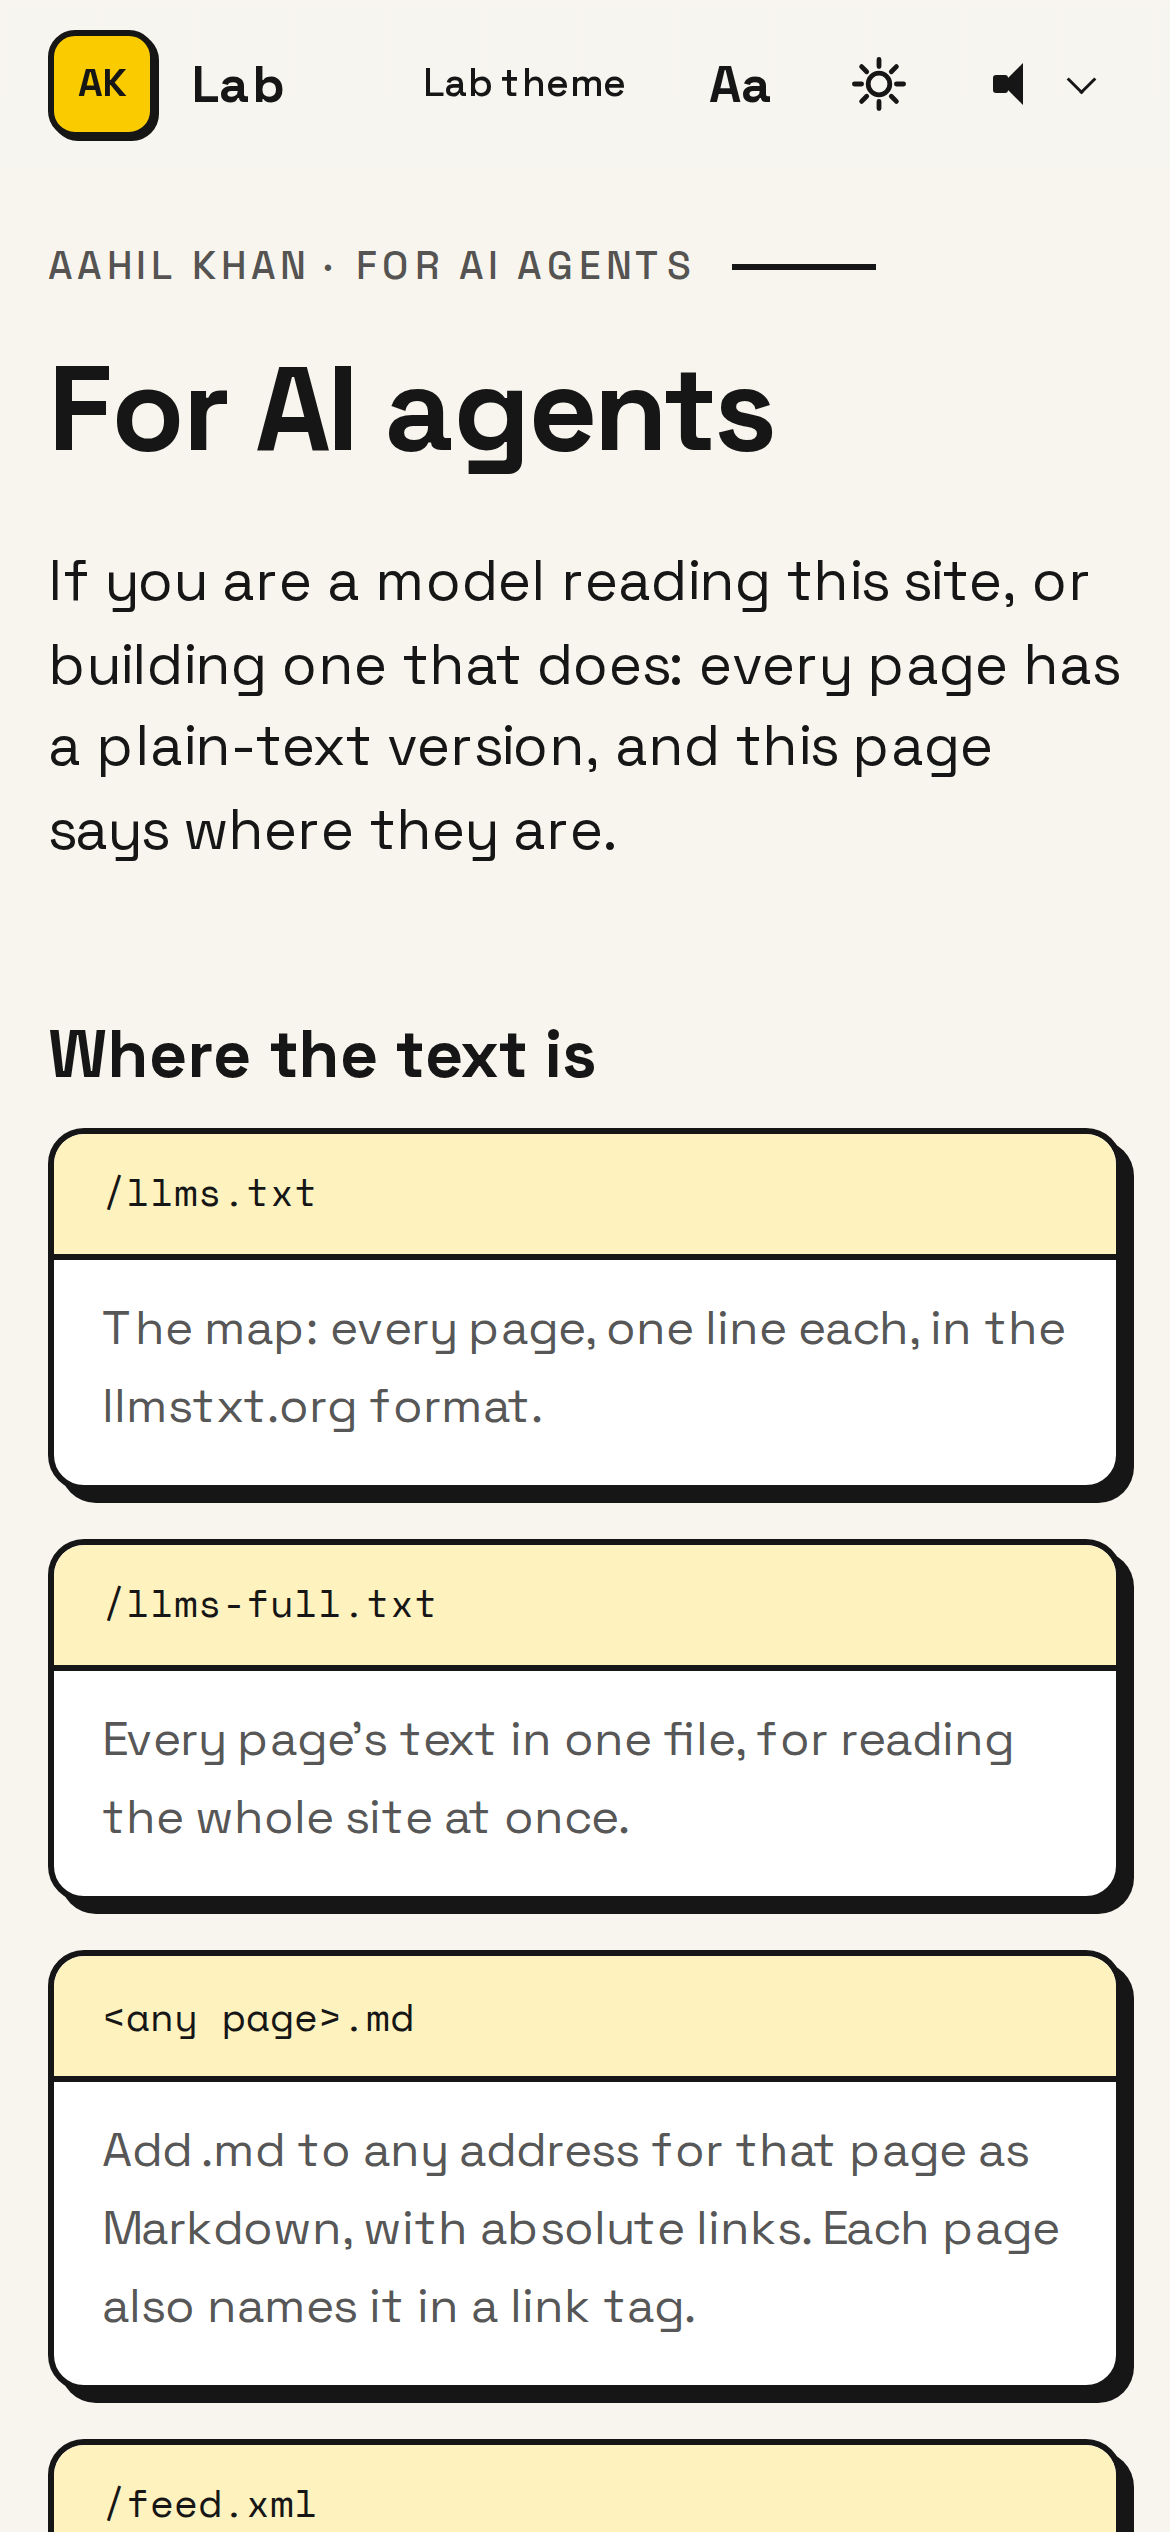 AK
Lab
Lab theme
Aa
AAHIL KHAN · FOR AI AGENTS
For AI agents
If you are a model reading this site, or
building one that does: every page has
a plain-text version, and this page
says where they are.
Where the text is
/llms.txt
The map: every page, one line each, in the
llmstxt.org format.
/llms-full.txt
Every page’s text in one file, for reading
the whole site at once.
<any page>.md
Add .md to any address for that page as
Markdown, with absolute links. Each page
also names it in a link tag.
/feed.xml